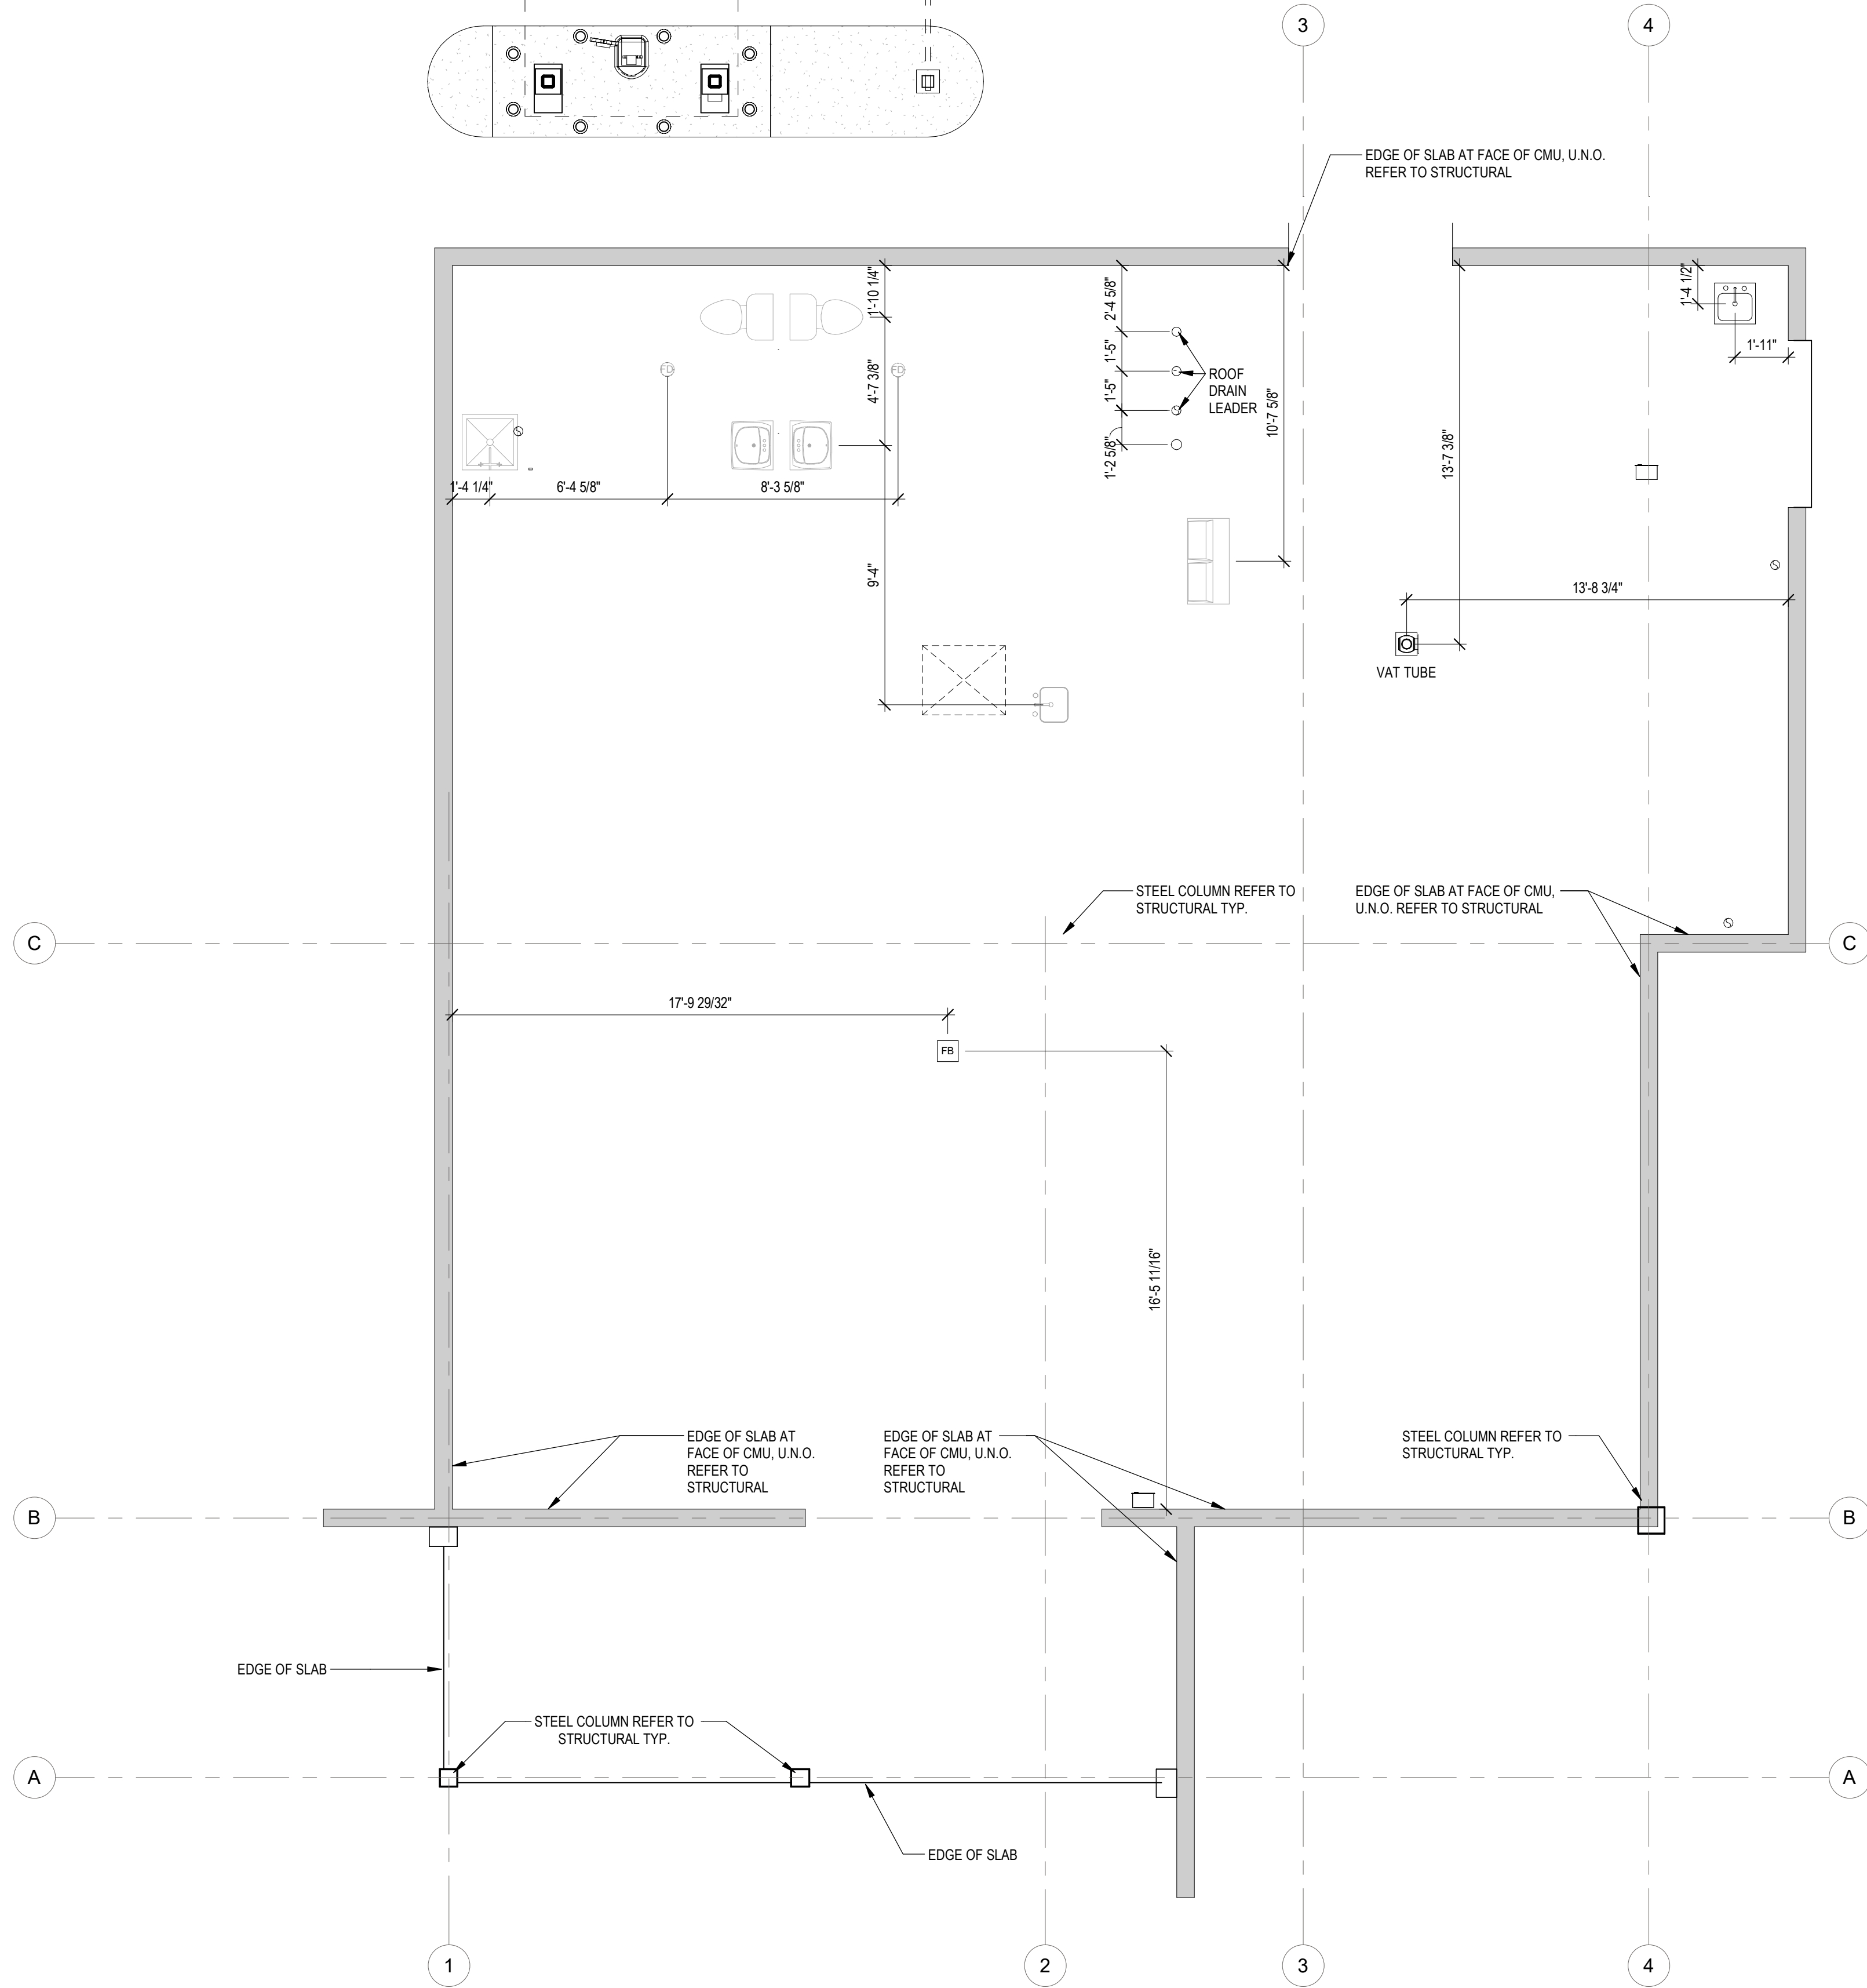 3
4
EDGE OF SLAB AT FACE OF CMU, U.N.O.
REFER TO STRUCTURAL
1'-10 1/4"
2'-4 5/8"
1'-4 1/2"
1'-11"
FD
FD
4'-7 3/8"
1'-5"
1'-5"
1'-2 5/8"
ROOF
DRAIN
LEADER
10'-7 5/8"
13'-7 3/8"
1'-4 1/4"
6'-4 5/8"
8'-3 5/8"
9'-4"
13'-8 3/4"
VAT TUBE
STEEL COLUMN REFER TO
STRUCTURAL TYP.
EDGE OF SLAB AT FACE OF CMU,
U.N.O. REFER TO STRUCTURAL
C
C
17'-9 29/32"
FB
16'-5 11/16"
EDGE OF SLAB AT
FACE OF CMU, U.N.O.
REFER TO
STRUCTURAL
EDGE OF SLAB AT
FACE OF CMU, U.N.O.
REFER TO
STRUCTURAL
STEEL COLUMN REFER TO
STRUCTURAL TYP.
B
B
EDGE OF SLAB
STEEL COLUMN REFER TO
STRUCTURAL TYP.
A
A
EDGE OF SLAB
1
2
3
4